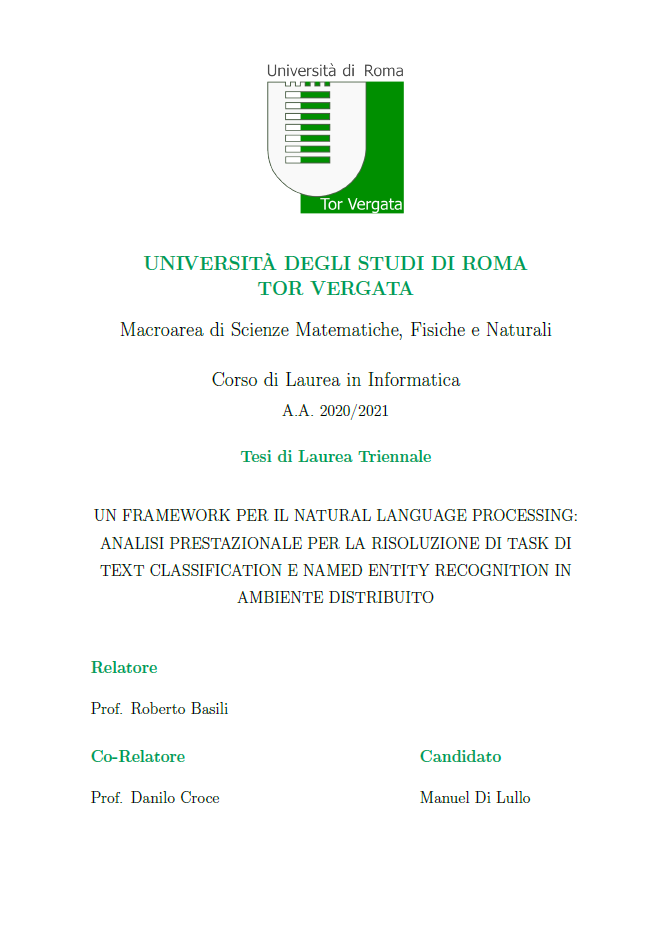 Università di Roma
Tor Vergata
UNIVERSITÀ DEGLI STUDI DI ROMA
TOR VERGATA
Macroarea di Scienze Matematiche, Fisiche e Naturali
Corso di Laurea in Informatica
A.A. 2020/2021
Tesi di Laurea Triennale
UN FRAMEWORK PER IL NATURAL LANGUAGE PROCESSING:
ANALISI PRESTAZIONALE PER LA RISOLUZIONE DI TASK DI
TEXT CLASSIFICATION E NAMED ENTITY RECOGNITION IN
AMBIENTE DISTRIBUITO
Relatore
Prof. Roberto Basili
Co-Relatore
Prof. Danilo Croce
Candidato
Manuel Di Lullo